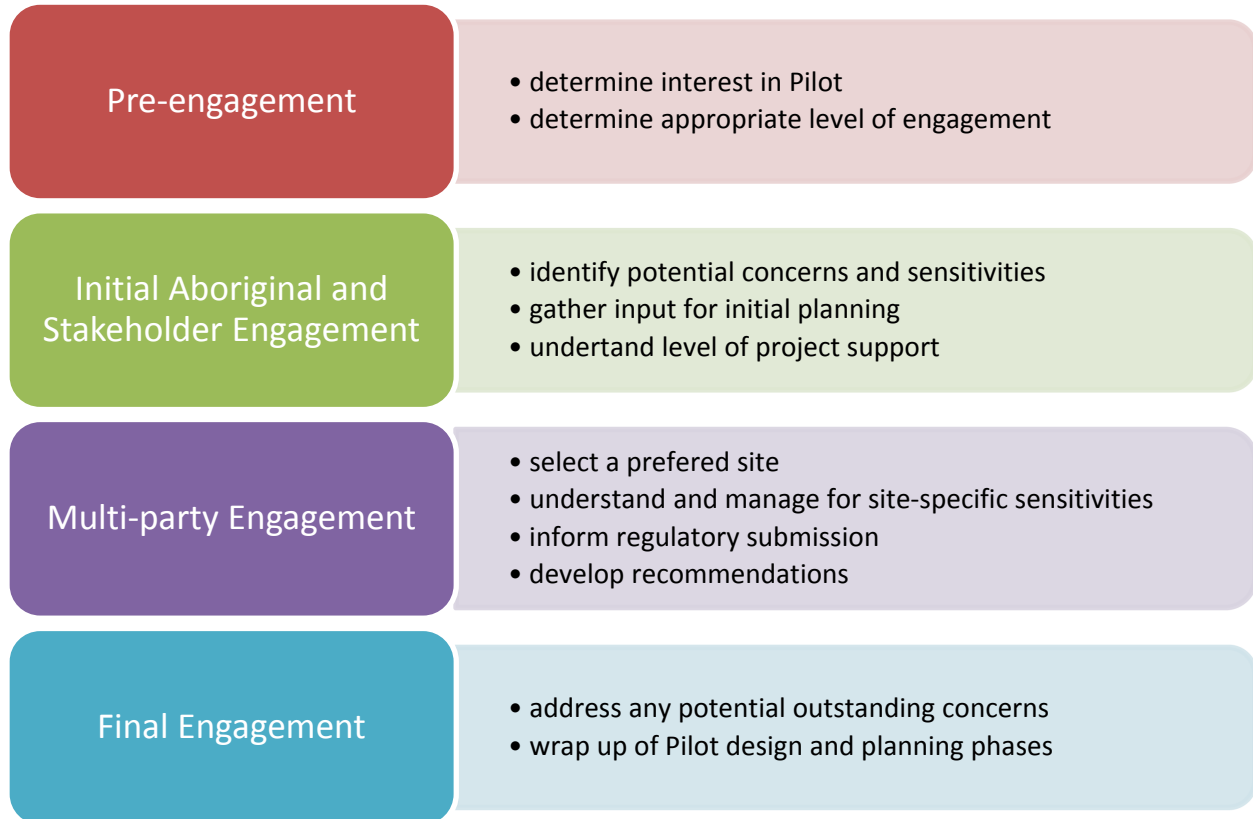 Pre-engagement
• determine interest in Pilot
• determine appropriate level of engagement
Initial Aboriginal and
Stakeholder Engagement
• identify potential concerns and sensitivities
• gather input for initial planning
• undertand level of project support
Multi-party Engagement
• select a prefered site
• understand and manage for site-specific sensitivities
• inform regulatory submission
• develop recommendations
Final Engagement
• address any potential outstanding concerns
• wrap up of Pilot design and planning phases